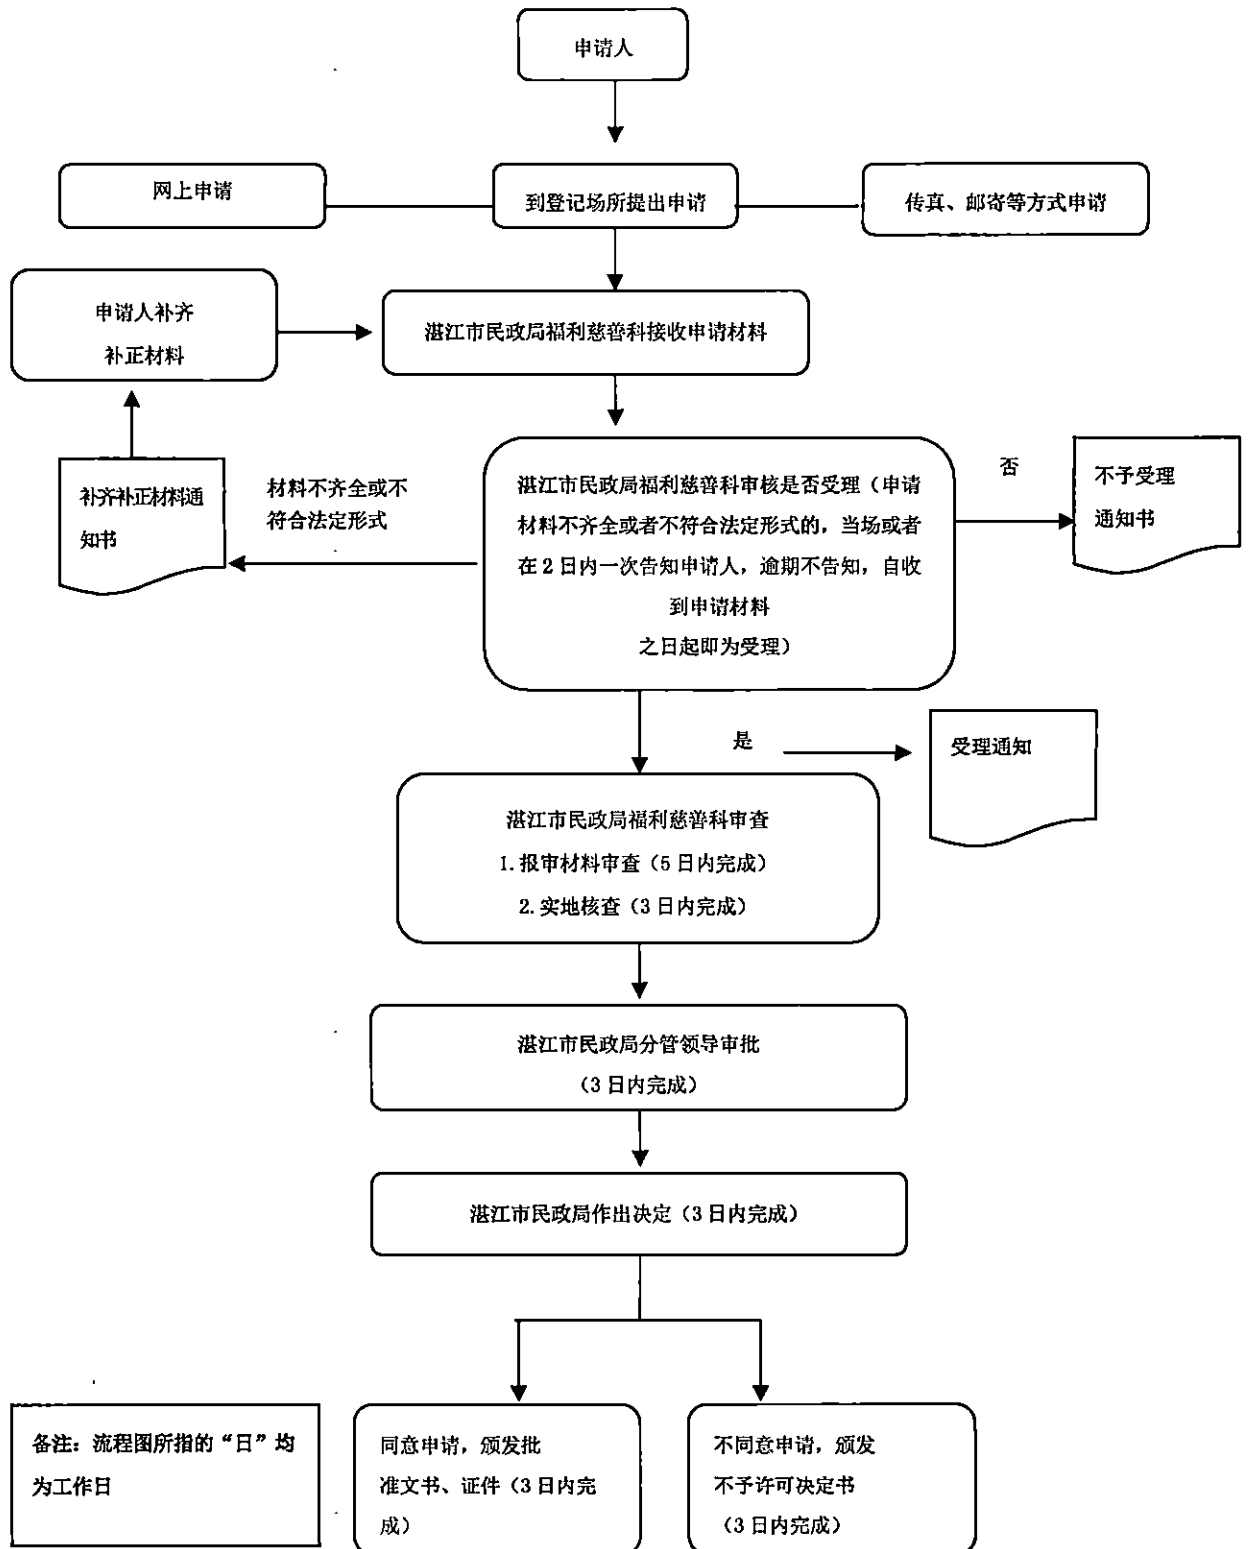 申请人
网上申请
到登记场所提出申请
传真、邮寄等方式申请
申请人补齐
补正材料
湛江市民政局福利慈善科接收申请材料
补齐补正材料通
知书
材料不齐全或不
符合法定形式
湛江市民政局福利慈善科审核是否受理（申请
材料不齐全或者不符合法定形式的，当场或者
在2日内一次告知申请人，逾期不告知，自收
到申请材料
之日起即为受理）
否
不予受理
通知书
是
受理通知
湛江市民政局福利慈善科审查
1.报审材料审查（5日内完成）
2.实地核查（3日内完成）
湛江市民政局分管领导审批
（3日内完成）
湛江市民政局作出决定（3日内完成）
备注：流程图所指的“日”均
为工作日
同意申请，颁发批
准文书、证件（3日内完
成）
不同意申请，颁发
不予许可决定书
（3日内完成）